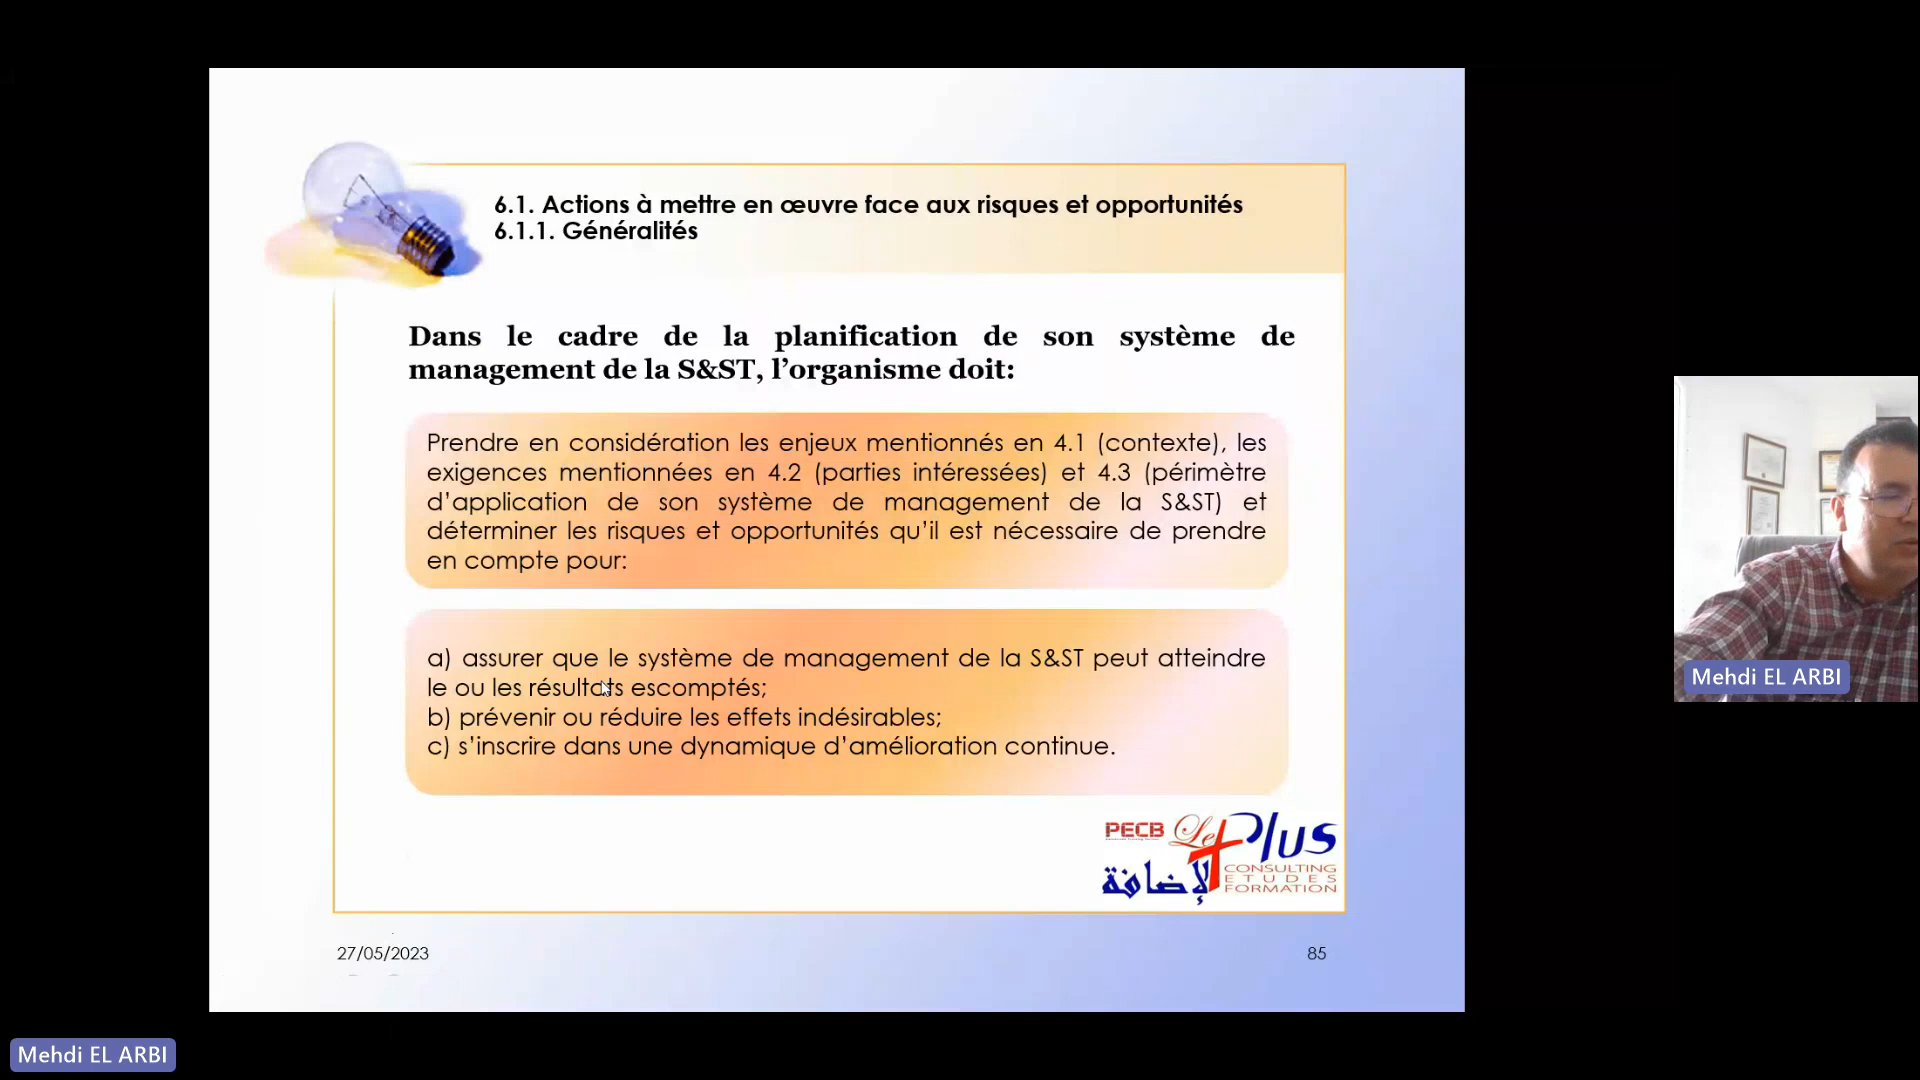 6.1. Actions à mettre en œuvre face aux risques et opportunités
6.1.1. Généralités
Dans le cadre de la planification de son système de
management de la S&ST, l’organisme doit:
Prendre en considération les enjeux mentionnés en 4.1 (contexte), les
exigences mentionnées en 4.2 (parties intéressées) et 4.3 (périmètre
d’application de son système de management de la S&ST) et
déterminer les risques et opportunités qu’il est nécessaire de prendre
en compte pour:
a) assurer que le système de management de la S&ST peut atteindre
le ou les résultats escomptés;
b) prévenir ou réduire les effets indésirables;
c) s’inscrire dans une dynamique d’amélioration continue.
PECB Le Plus
الإضافة
CONSULTING
ETUDES
FORMATION
27/05/2023
85
Mehdi EL ARBI
Mehdi EL ARBI